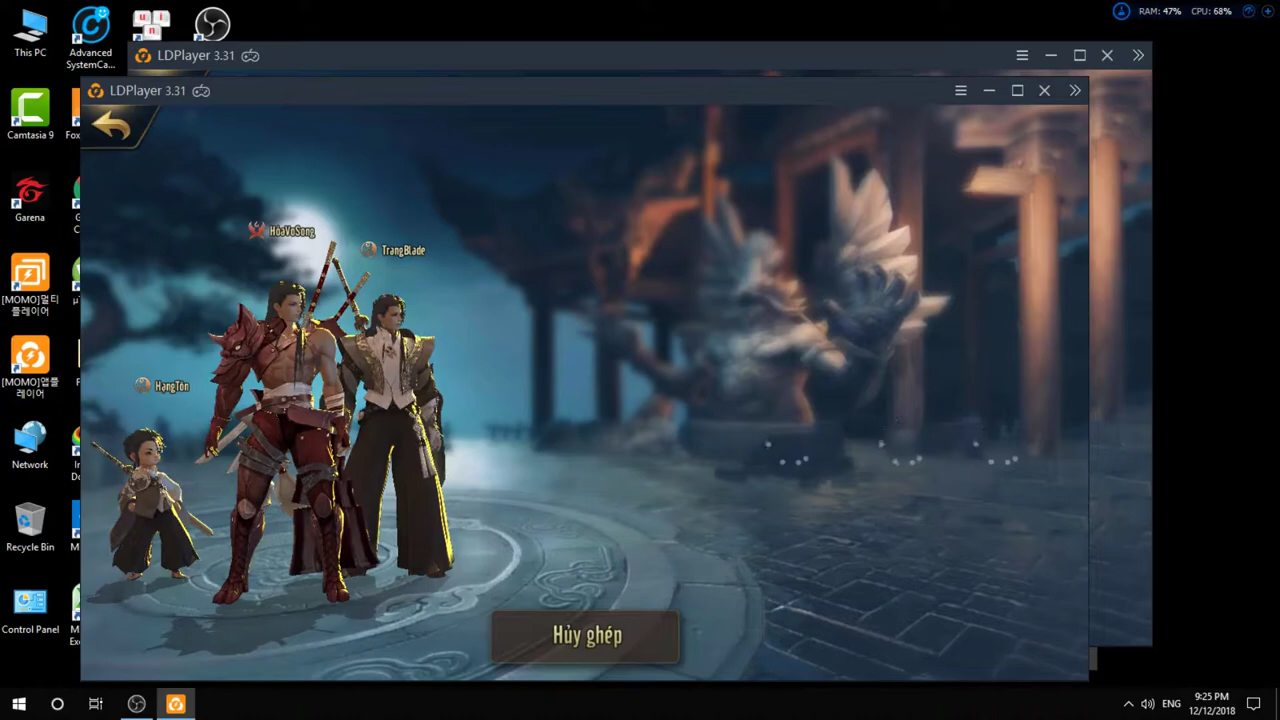 This PC
Advanced
SystemCa...
u i
n
RAM: 47% CPU: 68%
LDPlayer 3.31
LDPlayer 3.31
Camtasia 9
Garena
[MOMO]멀티
플레이어
[MOMO]앱플
레이어
Network
Recycle Bin
Control Panel
HỏaVôSong
TrangBlade
HạngTôn
Hủy ghép
ENG
9:25 PM
12/12/2018